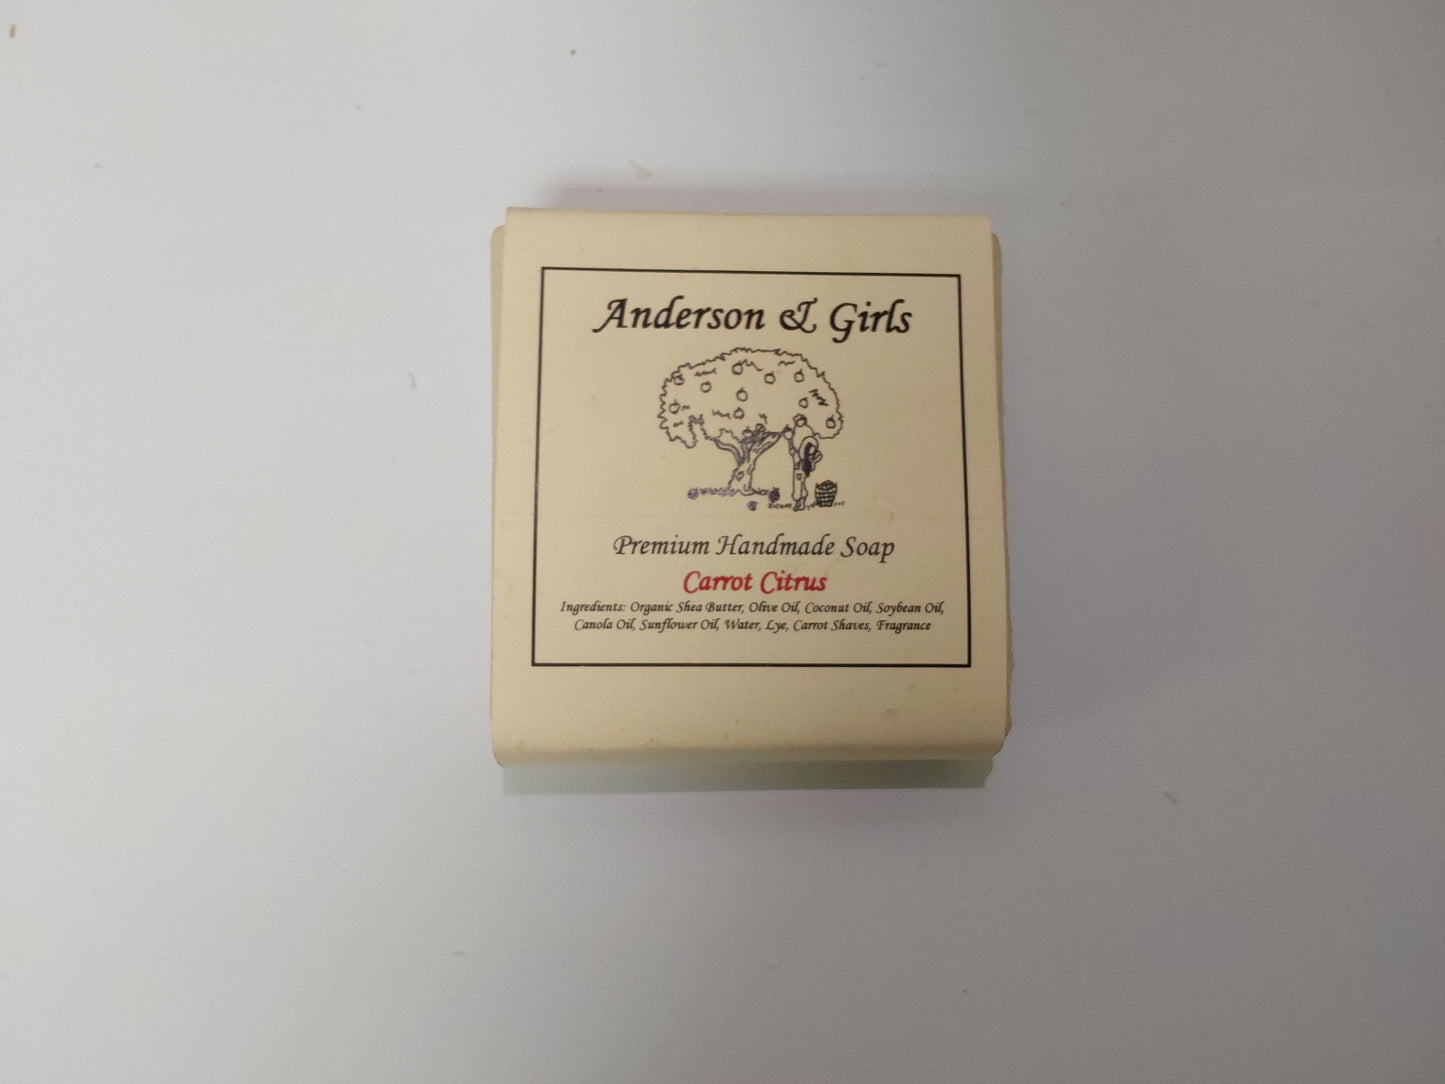 Anderson & Girls
Premium Handmade Soap
Carrot Citrus
Ingredients: Organic Shea Butter, Olive Oil, Coconut Oil, Soybean Oil,
Canola Oil, Sunflower Oil, Water, Lye, Carrot Shaves, Fragrance